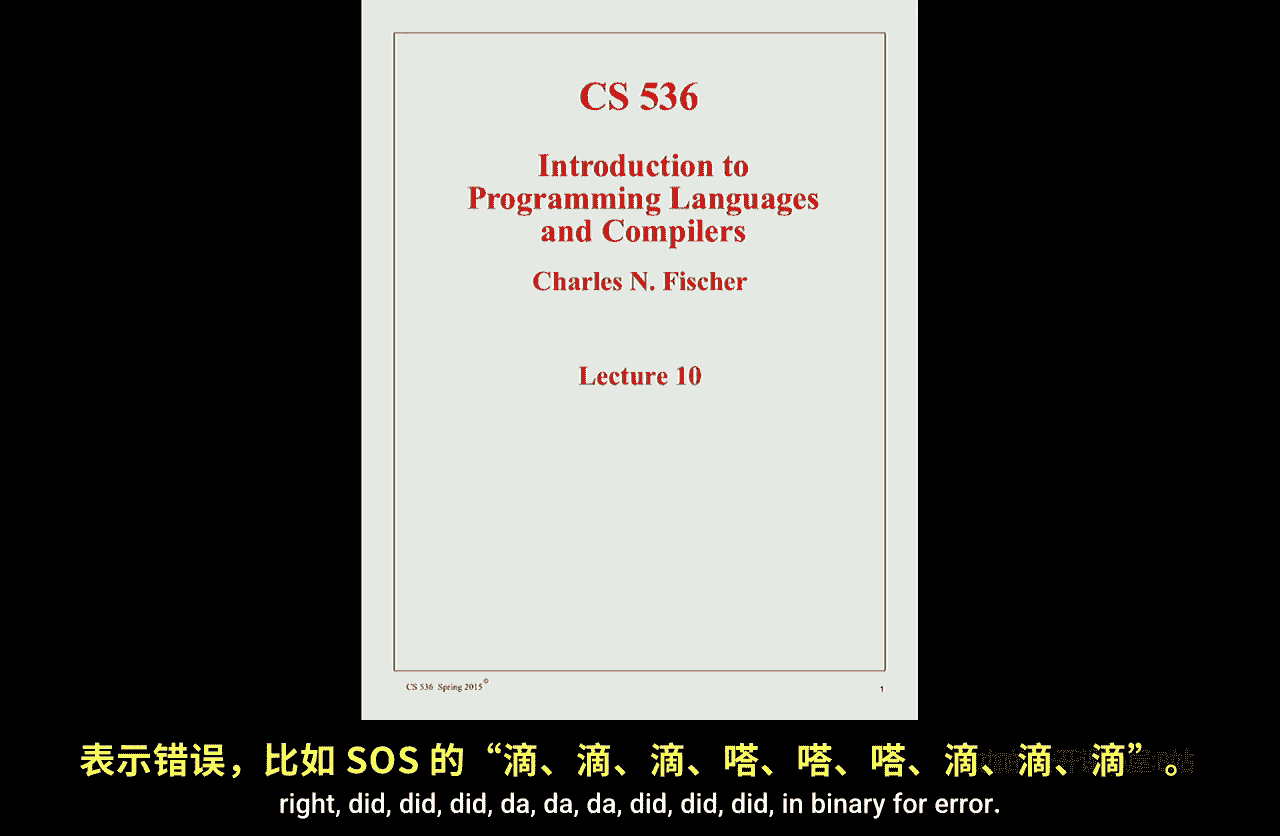 CS 536
Introduction to
Programming Languages
and Compilers
Charles N. Fischer
Lecture 10
CS 536 Spring 2015©
1
表示错误，比如 SOS 的“滴、滴、滴、嗒、嗒、嗒、滴、滴、滴”。
right, did, did, did, da, da, da, did, did, did, in binary for error.